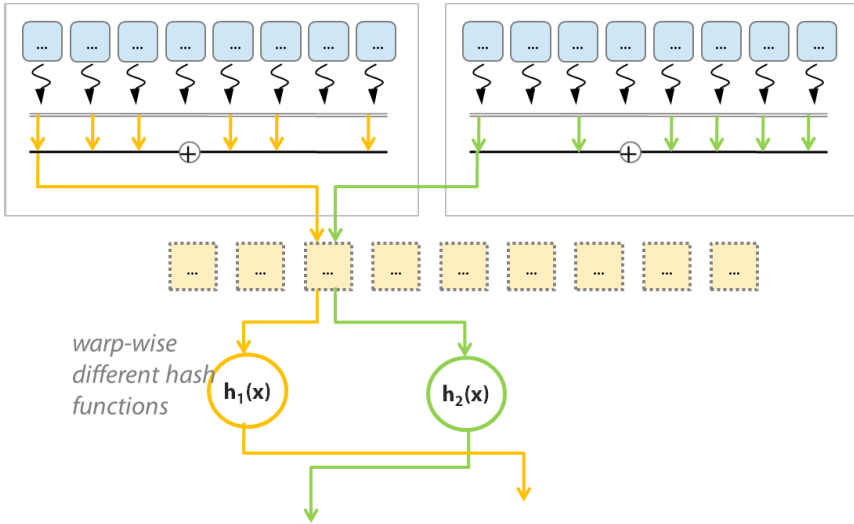 ... ... ... ... ... ... ... ... ... ... ... ... ... ... ... ...
+ +
... ... ... ... ... ... ... ... ...
warp-wise
different hash
functions
h₁(x) h₂(x)